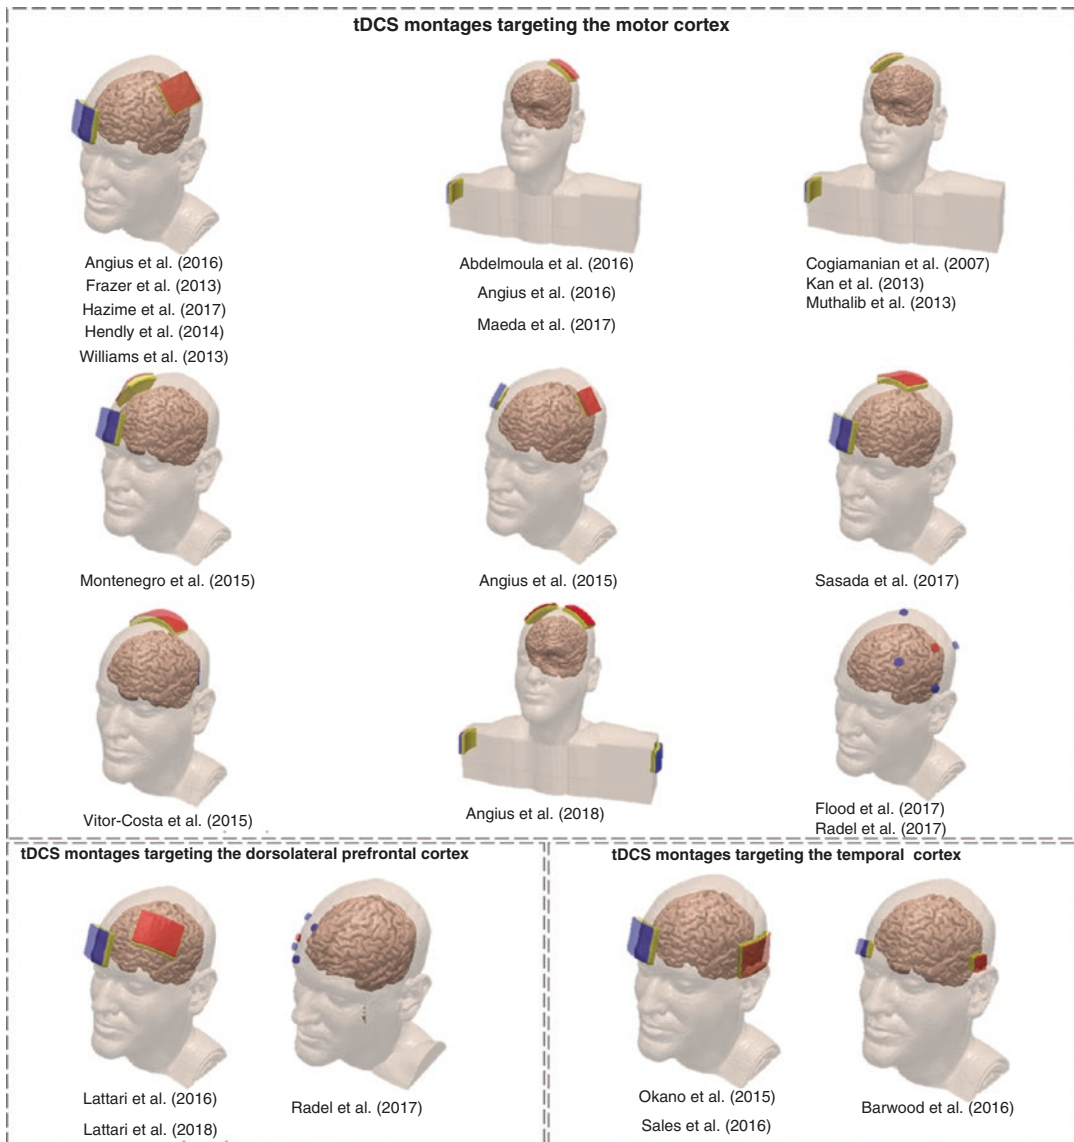 tDCS montages targeting the motor cortex
Angius et al. (2016)
Frazer et al. (2013)
Hazime et al. (2017)
Hendly et al. (2014)
Williams et al. (2013)
Abdelmoula et al. (2016)
Angius et al. (2016)
Maeda et al. (2017)
Cogiamanian et al. (2007)
Kan et al. (2013)
Muthalib et al. (2013)
Montenegro et al. (2015)
Angius et al. (2015)
Sasada et al. (2017)
Vitor-Costa et al. (2015)
Angius et al. (2018)
Flood et al. (2017)
Radel et al. (2017)
tDCS montages targeting the dorsolateral prefrontal cortex
Lattari et al. (2016)
Lattari et al. (2018)
Radel et al. (2017)
tDCS montages targeting the temporal cortex
Okano et al. (2015)
Sales et al. (2016)
Barwood et al. (2016)